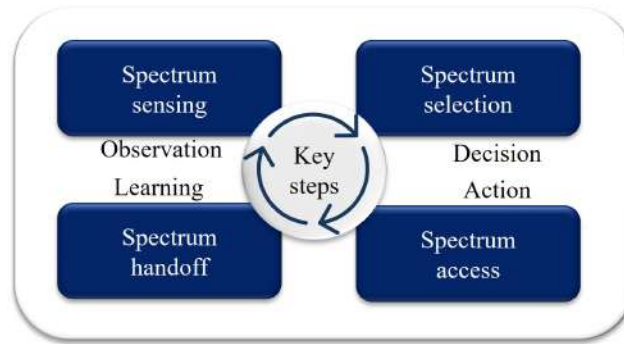 Spectrum
sensing
Spectrum
selection
Observation
Learning
Key
steps
Decision
Action
Spectrum
handoff
Spectrum
access